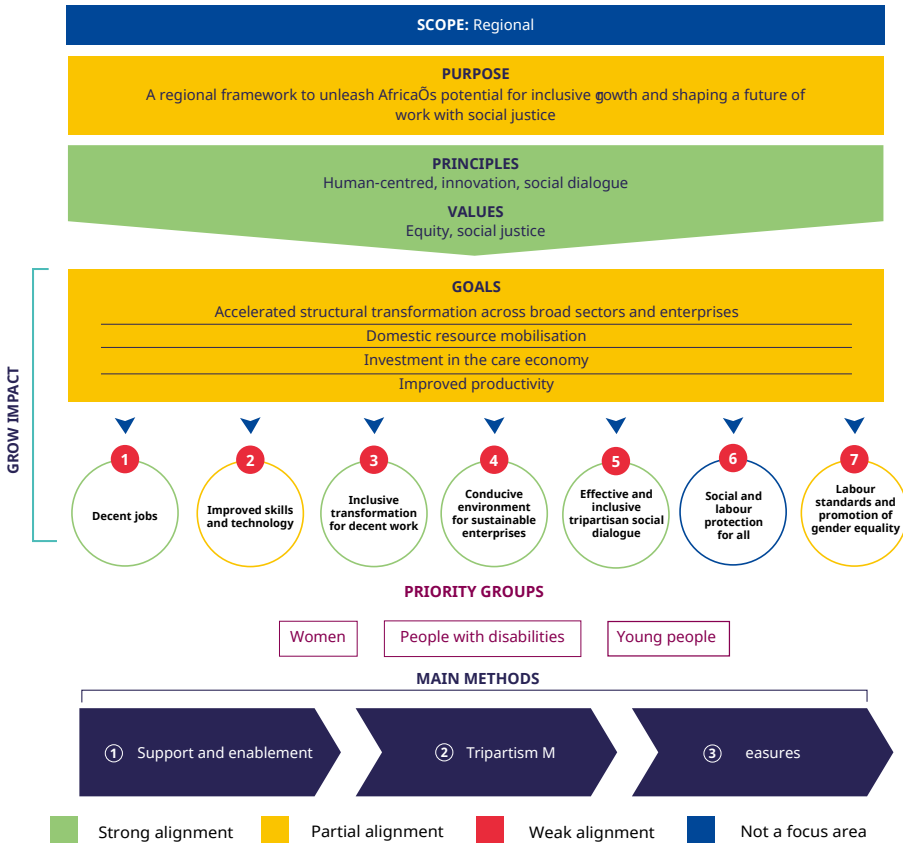 SCOPE: Regional
PURPOSE
A regional framework to unleash AfricaÕs potential for inclusive growth and shaping a future of
work with social justice
PRINCIPLES
Human-centred, innovation, social dialogue
VALUES
Equity, social justice
GROW IMPACT
GOALS
Accelerated structural transformation across broad sectors and enterprises
Domestic resource mobilisation
Investment in the care economy
Improved productivity
1
Decent jobs
2
Improved skills
and technology
3
Inclusive
transformation
for decent work
4
Conducive
environment
for sustainable
enterprises
5
Effective and
inclusive
tripartisan social
dialogue
6
Social and
labour
protection
for all
7
Labour
standards and
promotion of
gender equality
PRIORITY GROUPS
Women
People with disabilities
Young people
MAIN METHODS
1 Support and enablement
2 Tripartism M
3 easures
Strong alignment
Partial alignment
Weak alignment
Not a focus area